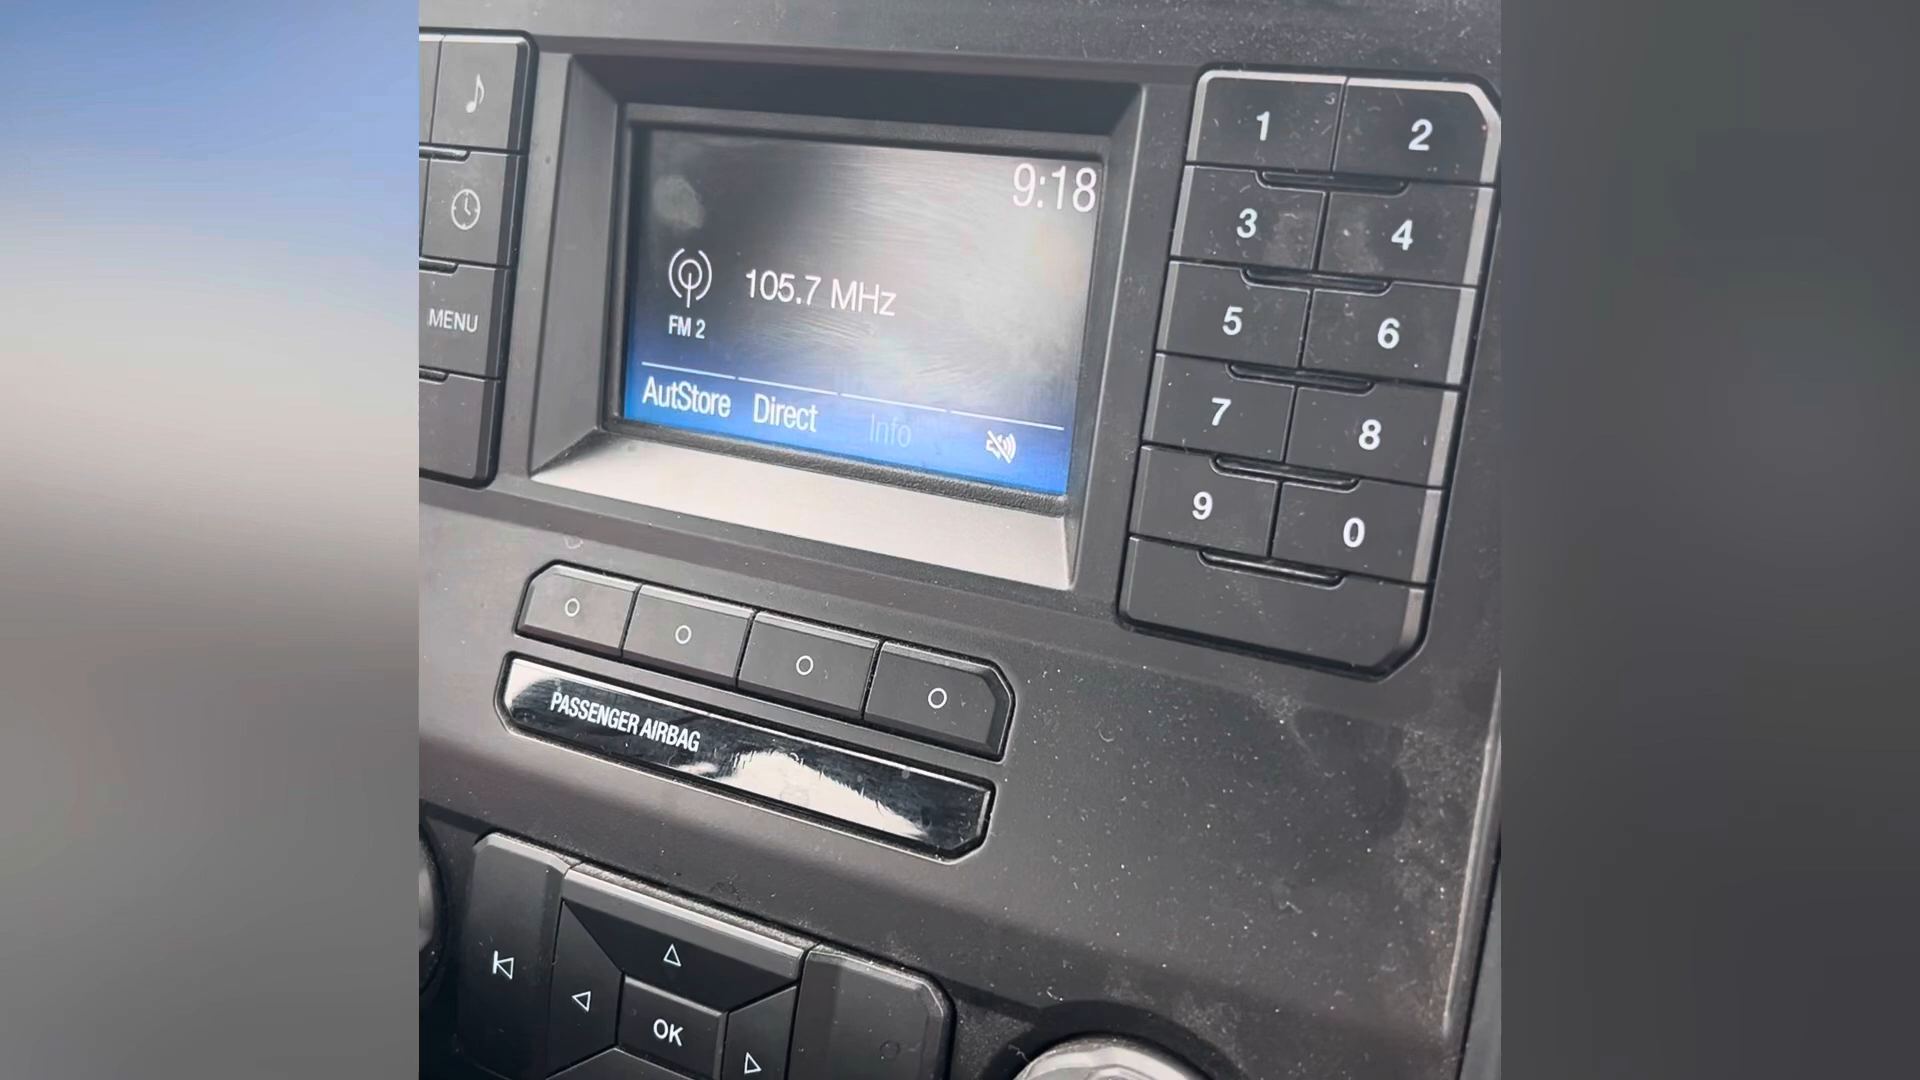 9:18
105.7 MHz
FM 2
AutStore Direct Info
MENU
1 2
3 4
5 6
7 8
9 0
PASSENGER AIRBAG
OK